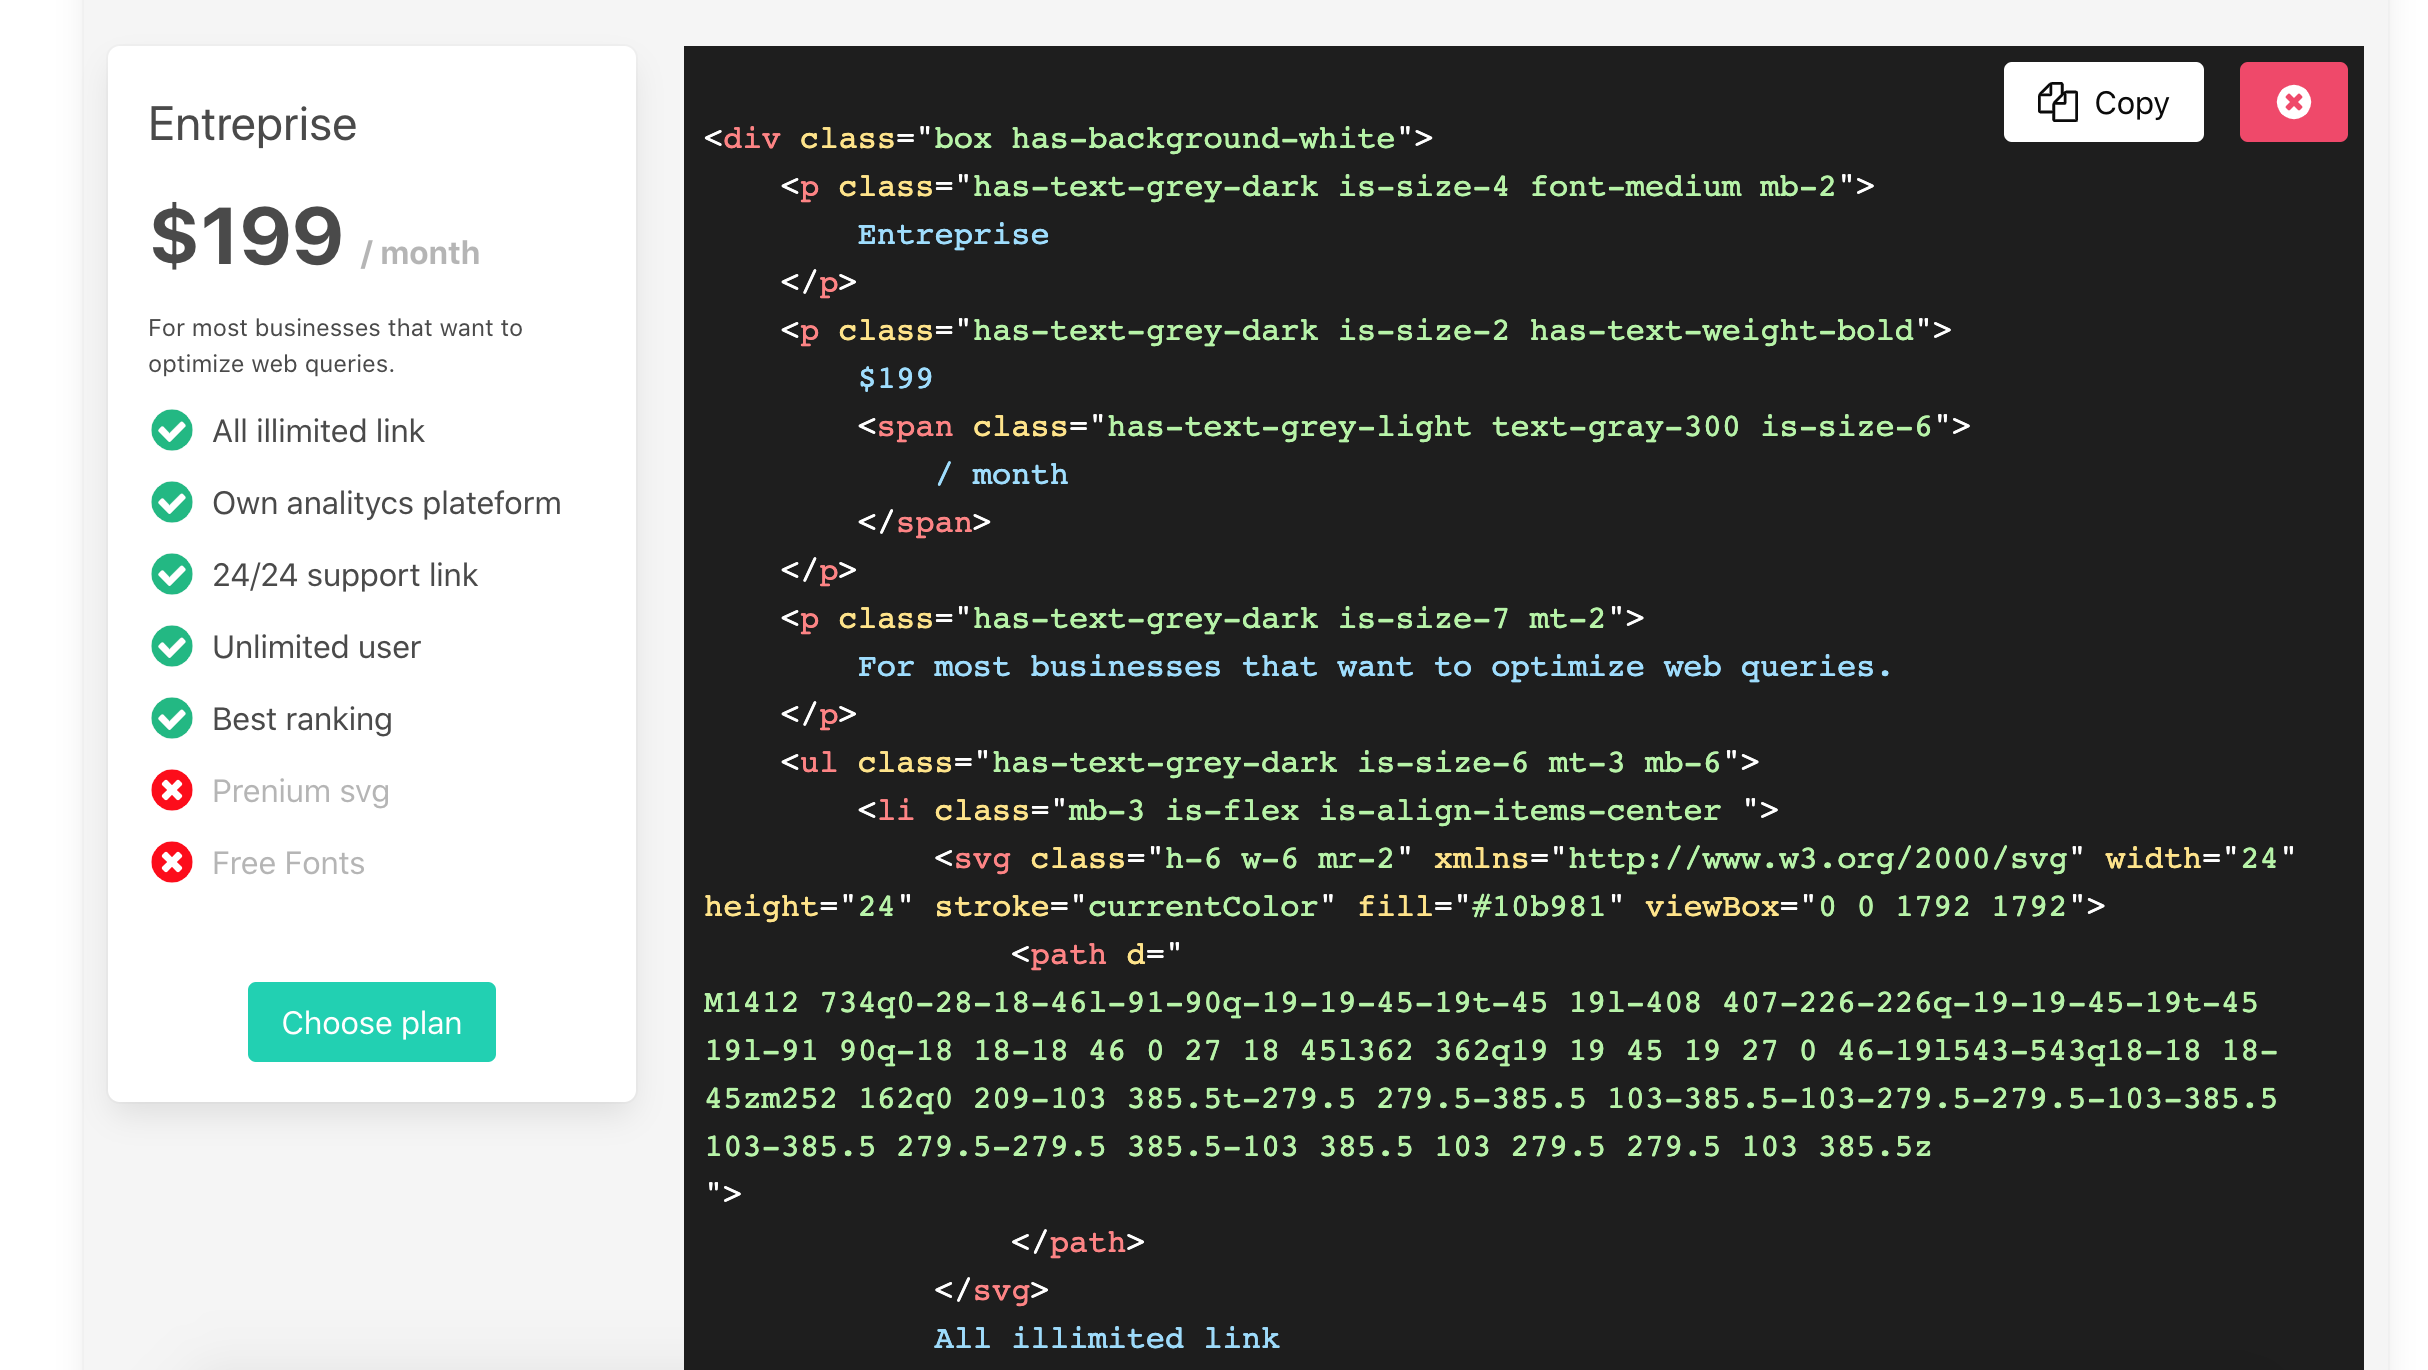 Entreprise
$199 / month
For most businesses that want to
optimize web queries.
All illimited link
Own analitycs plateform
24/24 support link
Unlimited user
Best ranking
Prenium svg
Free Fonts
Choose plan
Copy
<div class="box has-background-white">
<p class="has-text-grey-dark is-size-4 font-medium mb-2">
Entreprise
</p>
<p class="has-text-grey-dark is-size-2 has-text-weight-bold">
$199
<span class="has-text-grey-light text-gray-300 is-size-6">
/ month
</span>
</p>
<p class="has-text-grey-dark is-size-7 mt-2">
For most businesses that want to optimize web queries.
</p>
<ul class="has-text-grey-dark is-size-6 mt-3 mb-6">
<li class="mb-3 is-flex is-align-items-center ">
<svg class="h-6 w-6 mr-2" xmlns="http://www.w3.org/2000/svg" width="24"
height="24" stroke="currentColor" fill="#10b981" viewBox="0 0 1792 1792">
<path d="
M1412 734q0-28-18-46l-91-90q-19-19-45-19t-45 19l-408 407-226-226q-19-19-45-19t-45
19l-91 90q-18 18-18 46 0 27 18 45l362 362q19 19 45 19 27 0 46-19l543-543q18-18 18-
45zm252 162q0 209-103 385.5t-279.5 279.5-385.5 103-385.5-103-279.5-279.5-103-385.5
103-385.5 279.5-279.5 385.5-103 385.5 103 279.5 279.5 103 385.5z
">
</path>
</svg>
All illimited link